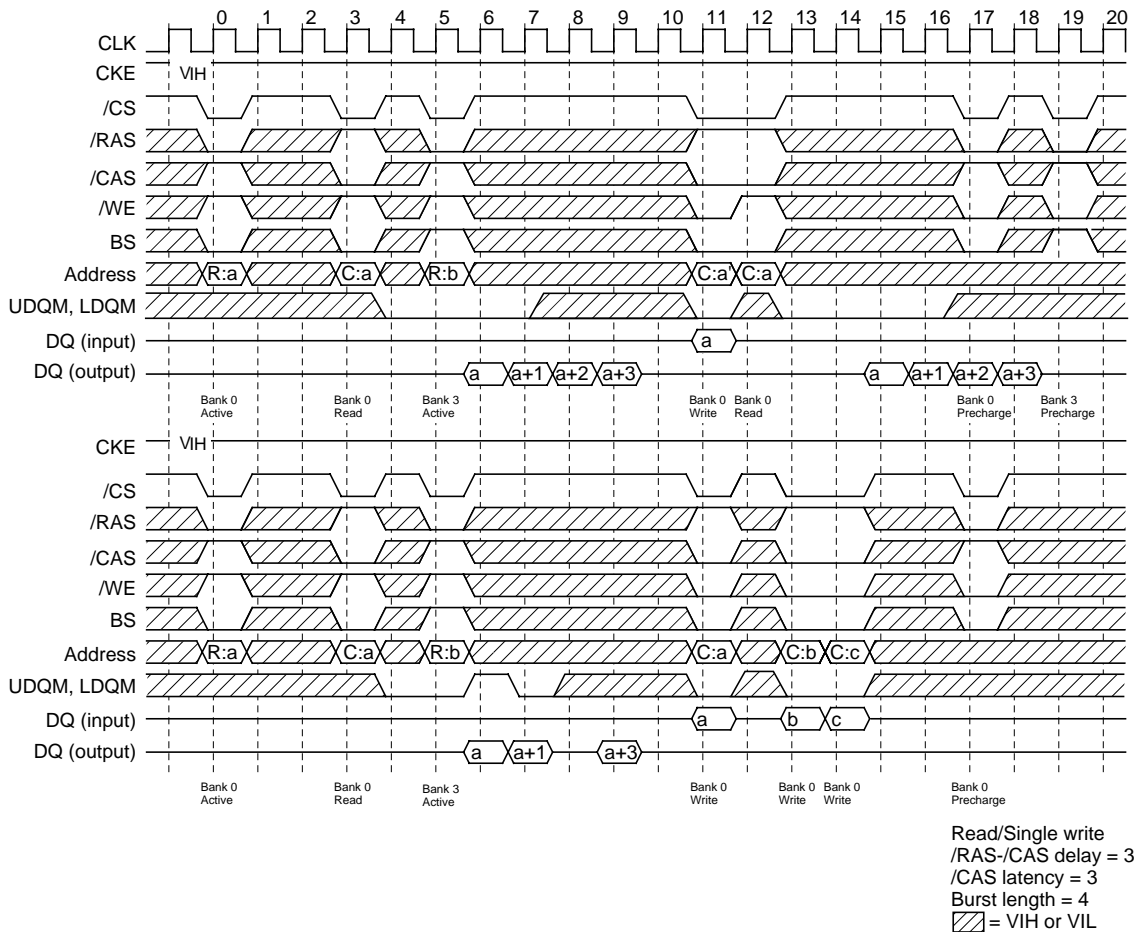 0 1 2 3 4 5 6 7 8 9 10 11 12 13 14 15 16 17 18 19 20
CLK
CKE VIH
/CS
/RAS
/CAS
/WE
BS
Address R:a C:a R:b C:a' C:a
UDQM, LDQM
DQ (input) a
DQ (output) a a+1 a+2 a+3 a a+1 a+2 a+3
Bank 0 Bank 0 Bank 3 Bank 0 Bank 0 Bank 0 Bank 3
Active Read Active Write Read Precharge Precharge
CKE VIH
/CS
/RAS
/CAS
/WE
BS
Address R:a C:a R:b C:a C:b C:c
UDQM, LDQM
DQ (input) a b c
DQ (output) a a+1 a+3
Bank 0 Bank 0 Bank 3 Bank 0 Bank 0 Bank 0 Bank 0
Active Read Active Write Write Write Precharge
Read/Single write
/RAS-/CAS delay = 3
/CAS latency = 3
Burst length = 4
= VIH or VIL